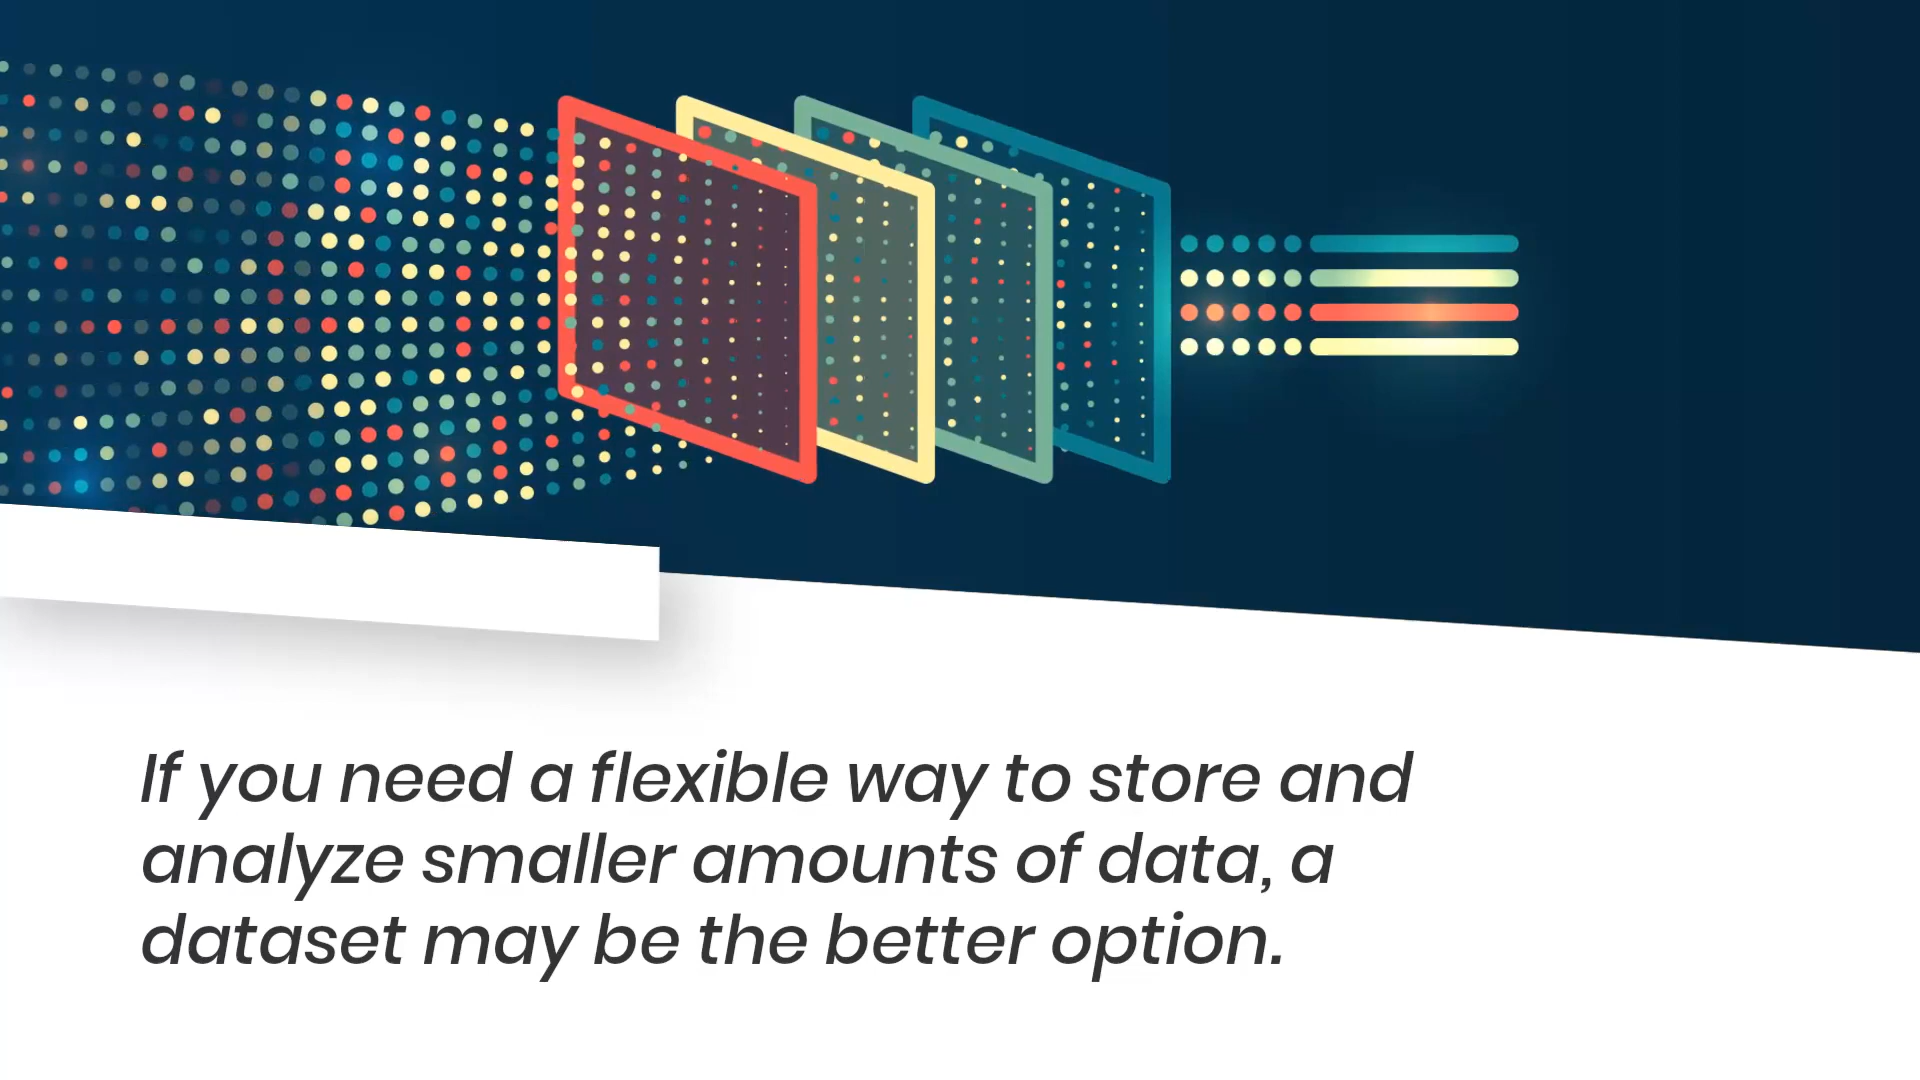 If you need a flexible way to store and
analyze smaller amounts of data, a
dataset may be the better option.